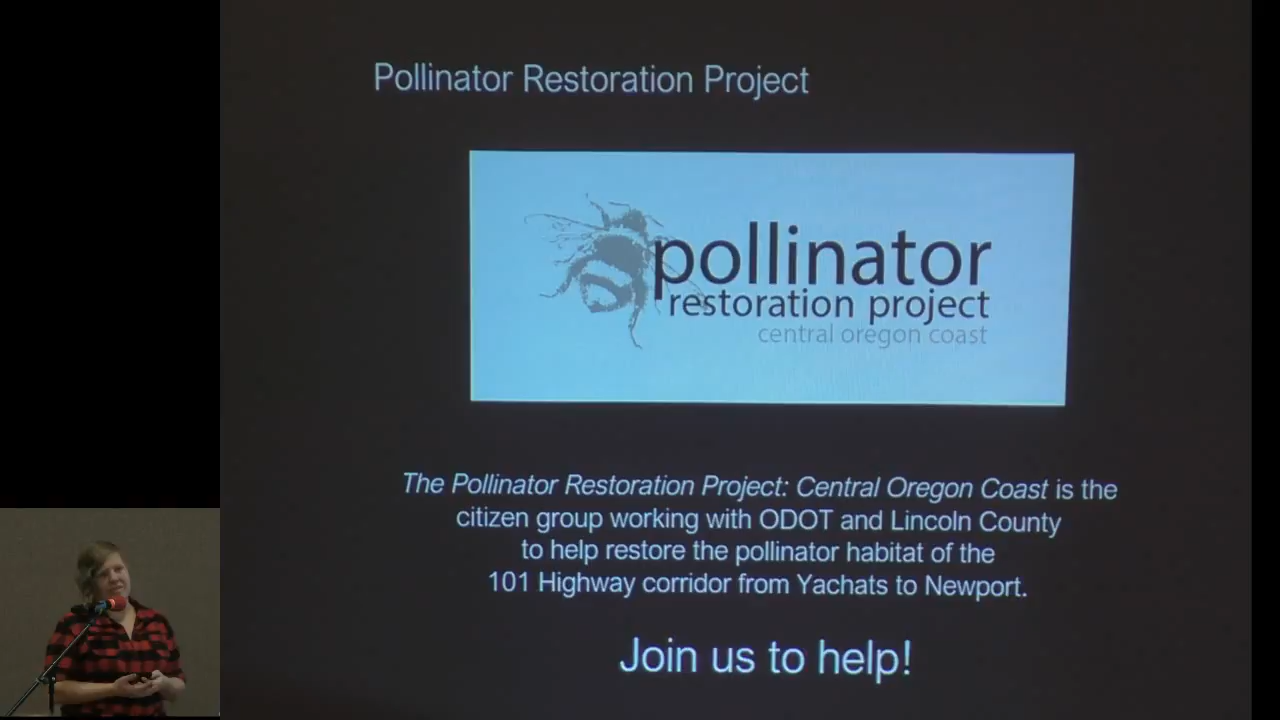 Pollinator Restoration Project
pollinator
restoration project
central oregon coast
The Pollinator Restoration Project: Central Oregon Coast is the
citizen group working with ODOT and Lincoln County
to help restore the pollinator habitat of the
101 Highway corridor from Yachats to Newport.
Join us to help!